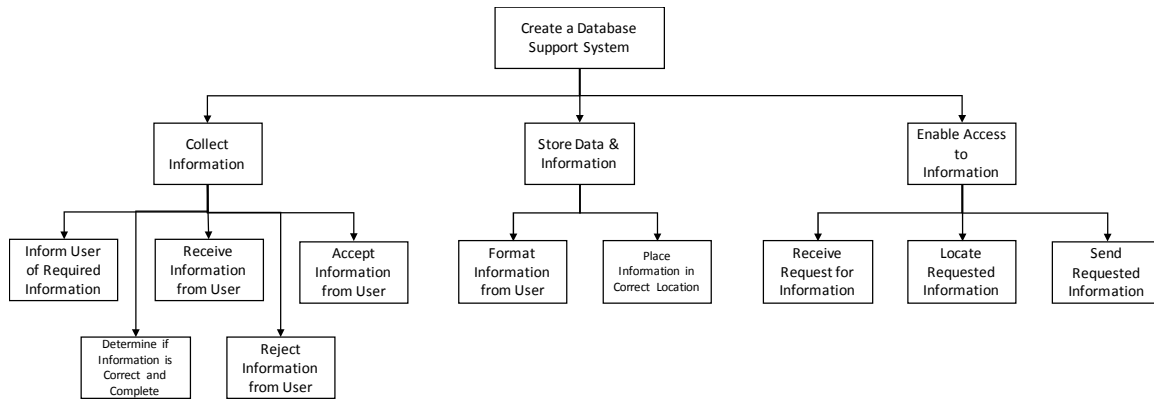 Create a Database
Support System
Collect
Information
Store Data &
Information
Enable Access
to
Information
Inform User
of Required
Information
Receive
Information
from User
Accept
Information
from User
Format
Information
from User
Place
Information in
Correct Location
Receive
Request for
Information
Locate
Requested
Information
Send
Requested
Information
Determine if
Information is
Correct and
Complete
Reject
Information
from User